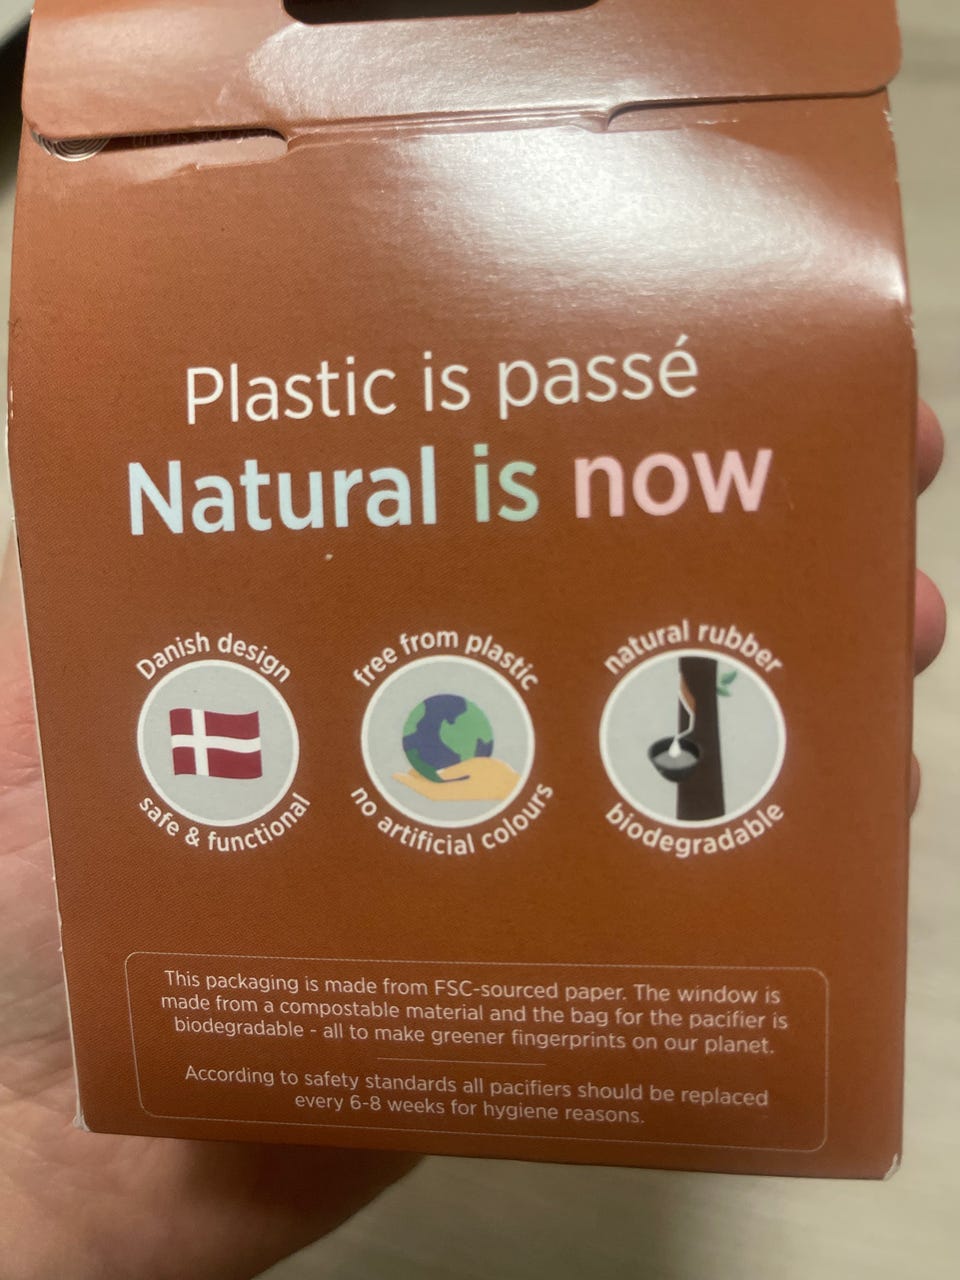 Plastic is passé
Natural is now
Danish design
safe & functional
free from plastic
no artificial colours
natural rubber
biodegradable
This packaging is made from FSC-sourced paper. The window is
made from a compostable material and the bag for the pacifier is
biodegradable - all to make greener fingerprints on our planet.
According to safety standards all pacifiers should be replaced
every 6-8 weeks for hygiene reasons.